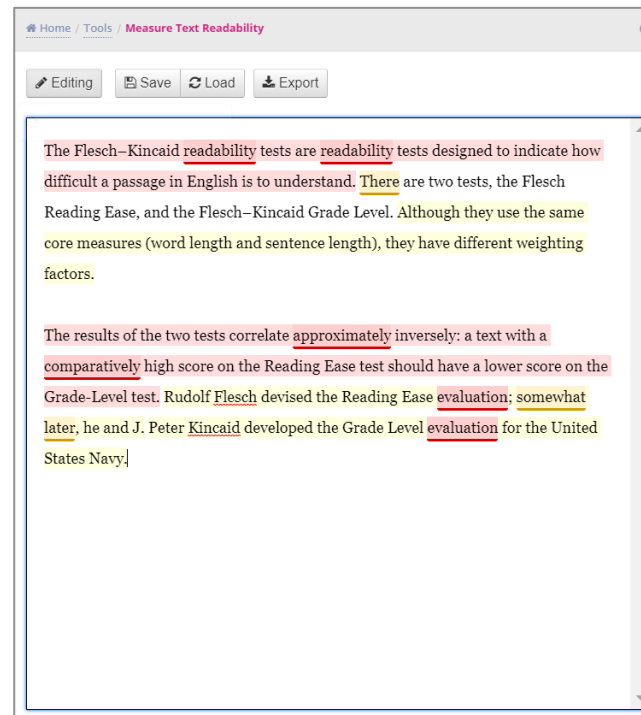 Home / Tools / Measure Text Readability
Editing Save Load Export
The Flesch–Kincaid readability tests are readability tests designed to indicate how
difficult a passage in English is to understand. There are two tests, the Flesch
Reading Ease, and the Flesch–Kincaid Grade Level. Although they use the same
core measures (word length and sentence length), they have different weighting
factors.
The results of the two tests correlate approximately inversely: a text with a
comparatively high score on the Reading Ease test should have a lower score on the
Grade-Level test. Rudolf Flesch devised the Reading Ease evaluation; somewhat
later, he and J. Peter Kincaid developed the Grade Level evaluation for the United
States Navy.